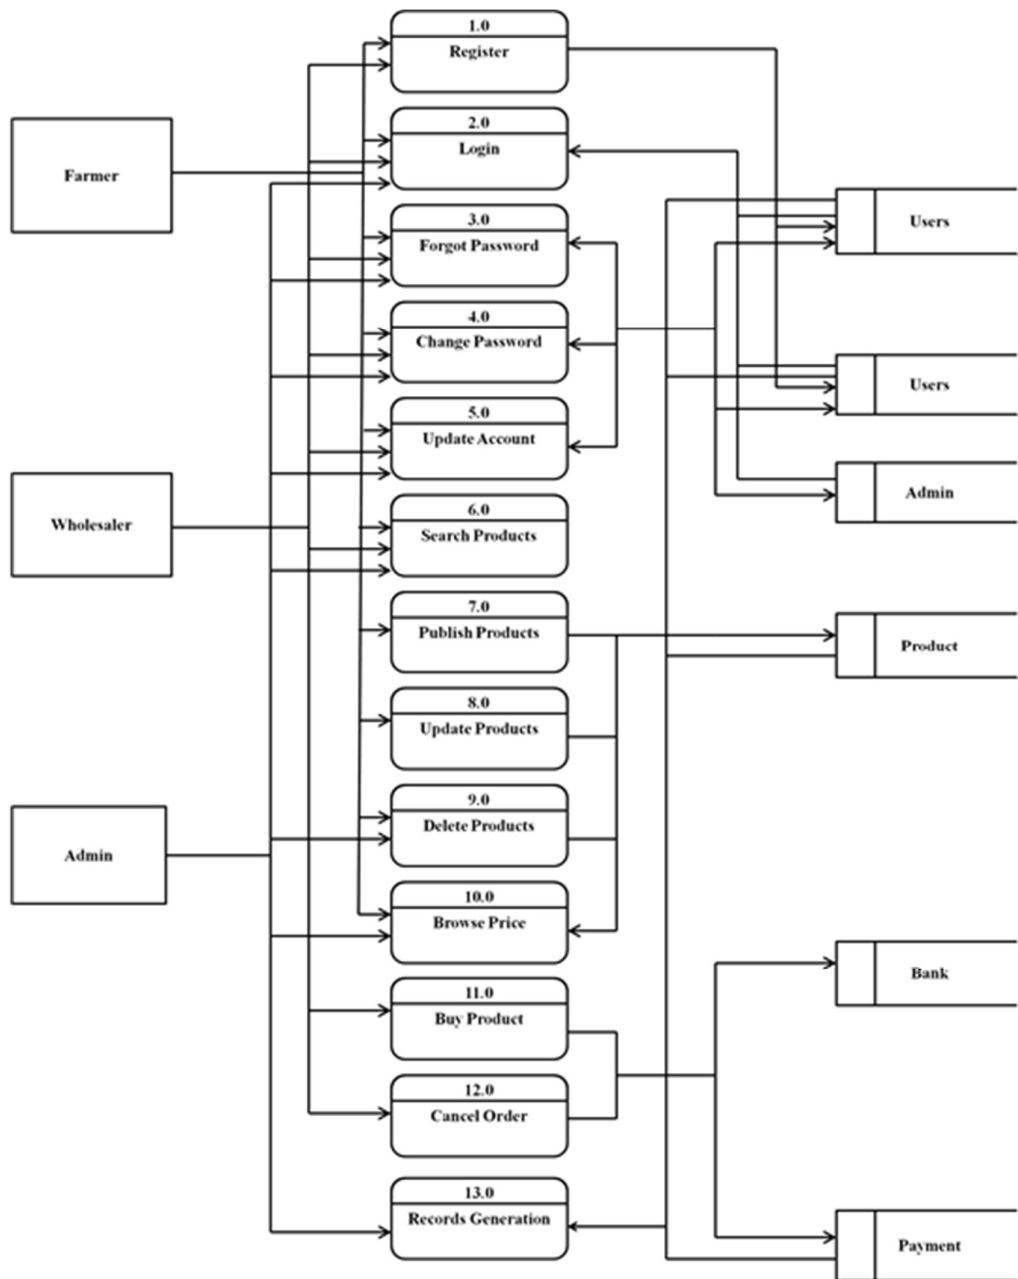 1.0
Register
2.0
Login
Farmer
3.0
Forgot Password
Users
4.0
Change Password
Users
5.0
Update Account
Admin
6.0
Search Products
Wholesaler
7.0
Publish Products
Product
8.0
Update Products
9.0
Delete Products
Admin
10.0
Browse Price
Bank
11.0
Buy Product
12.0
Cancel Order
13.0
Records Generation
Payment